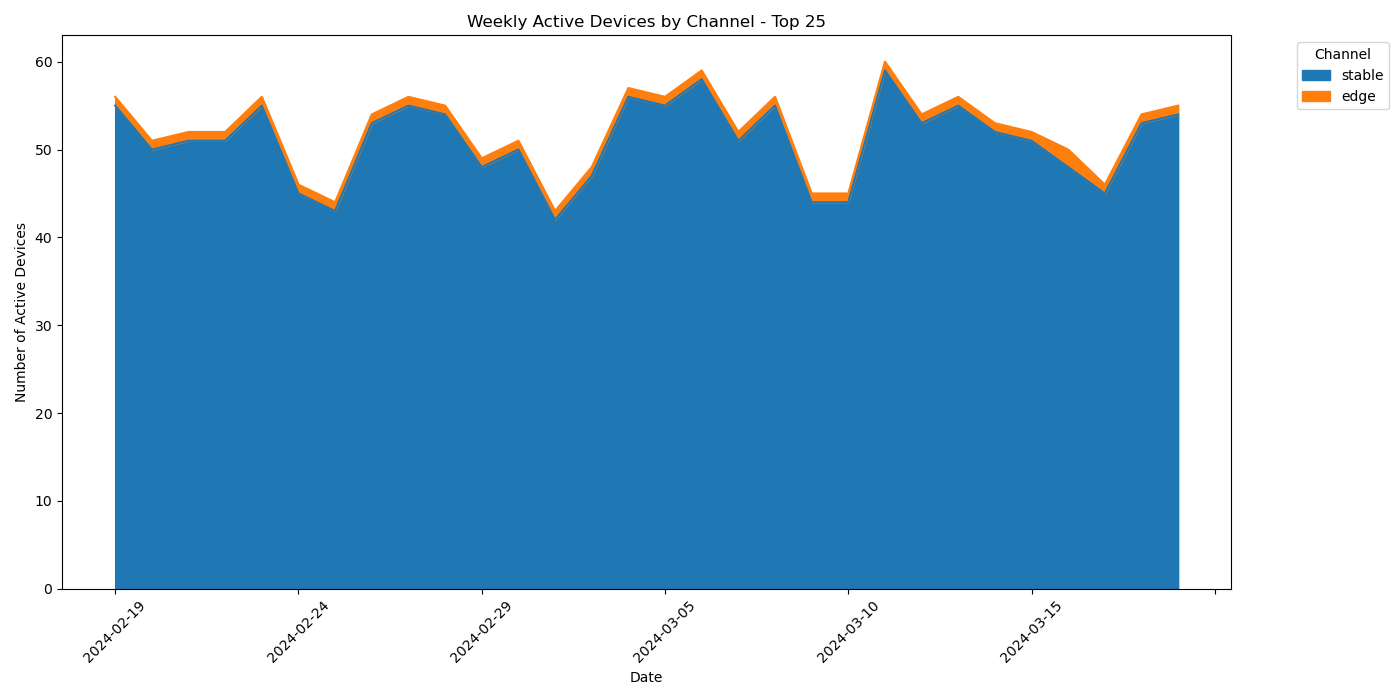 Weekly Active Devices by Channel - Top 25
Channel
stable
edge
Number of Active Devices
60
50
40
30
20
10
0
2024-02-19
2024-02-24
2024-02-29
2024-03-05
2024-03-10
2024-03-15
Date